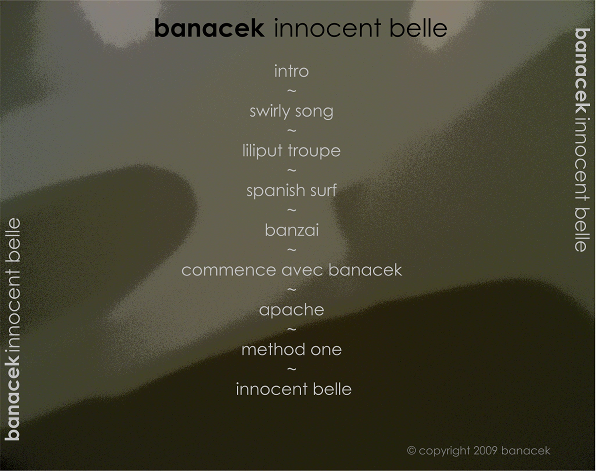 banacek innocent belle
intro
~
swirly song
~
liliput troupe
~
spanish surf
~
banzai
~
commence avec banacek
~
apache
~
method one
~
innocent belle
banacek innocent belle
banacek innocent belle
© copyright 2009 banacek